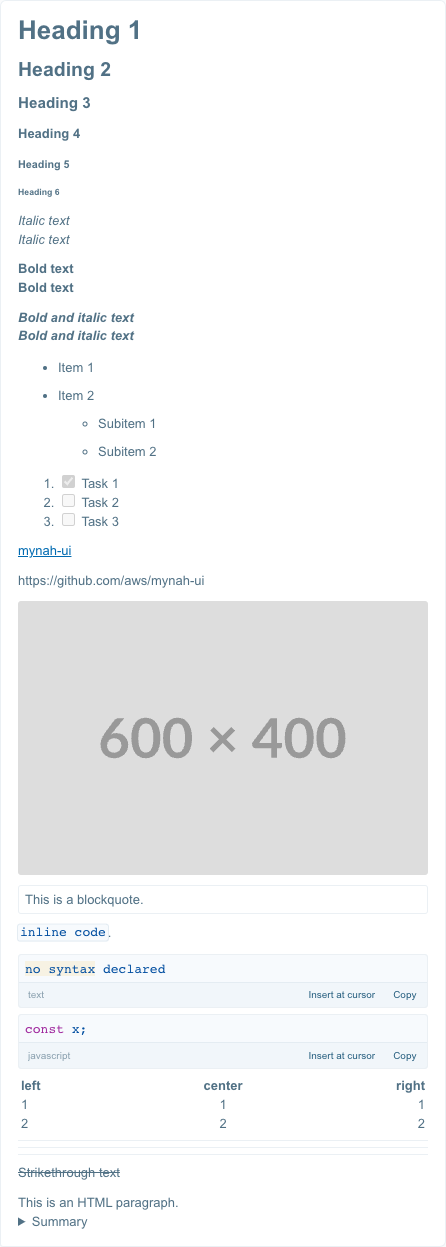 Heading 1
Heading 2
Heading 3
Heading 4
Heading 5
Heading 6
Italic text
Italic text
Bold text
Bold text
Bold and italic text
Bold and italic text
• Item 1
• Item 2
◦ Subitem 1
◦ Subitem 2
1. Task 1
2. Task 2
3. Task 3
mynah-ui
https://github.com/aws/mynah-ui
600 × 400
This is a blockquote.
inline code.
no syntax declared
text Insert at cursor Copy
const x;
javascript Insert at cursor Copy
left center right
1 1 1
2 2 2
Strikethrough text
This is an HTML paragraph.
Summary